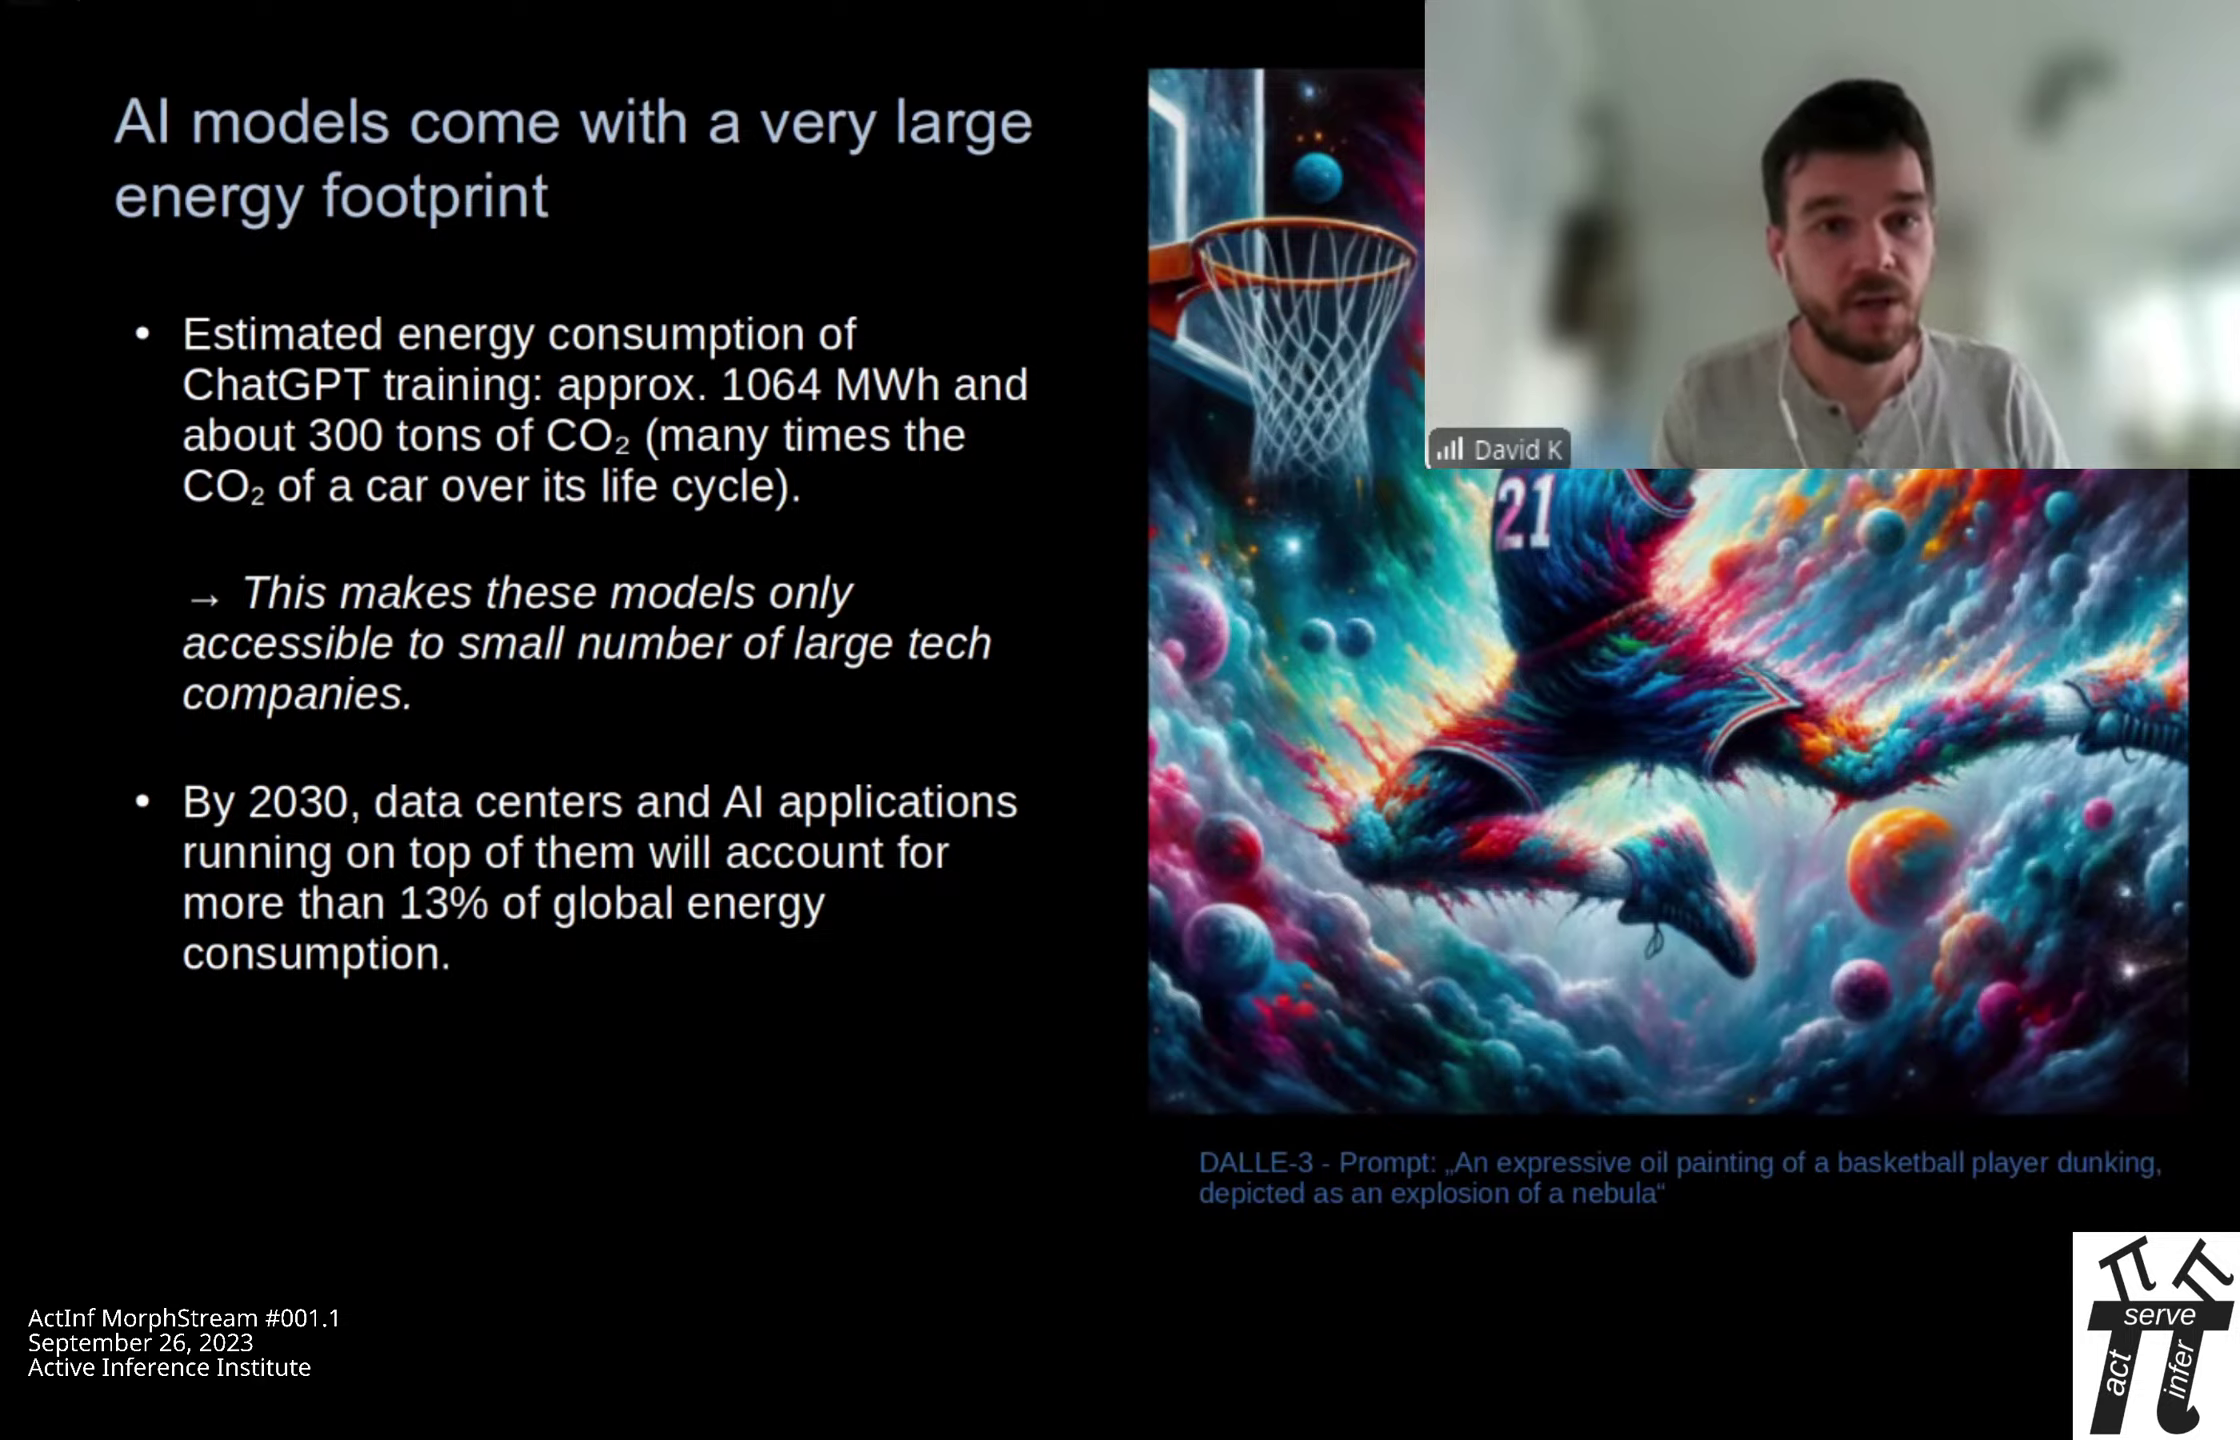 AI models come with a very large
energy footprint
• Estimated energy consumption of
ChatGPT training: approx. 1064 MWh and
about 300 tons of CO₂ (many times the
CO₂ of a car over its life cycle).
→ This makes these models only
accessible to small number of large tech
companies.
• By 2030, data centers and AI applications
running on top of them will account for
more than 13% of global energy
consumption.
David K
21
DALLE-3 - Prompt: „An expressive oil painting of a basketball player dunking,
depicted as an explosion of a nebula“
ActInf MorphStream #001.1
September 26, 2023
Active Inference Institute
π π
serve
act
infer